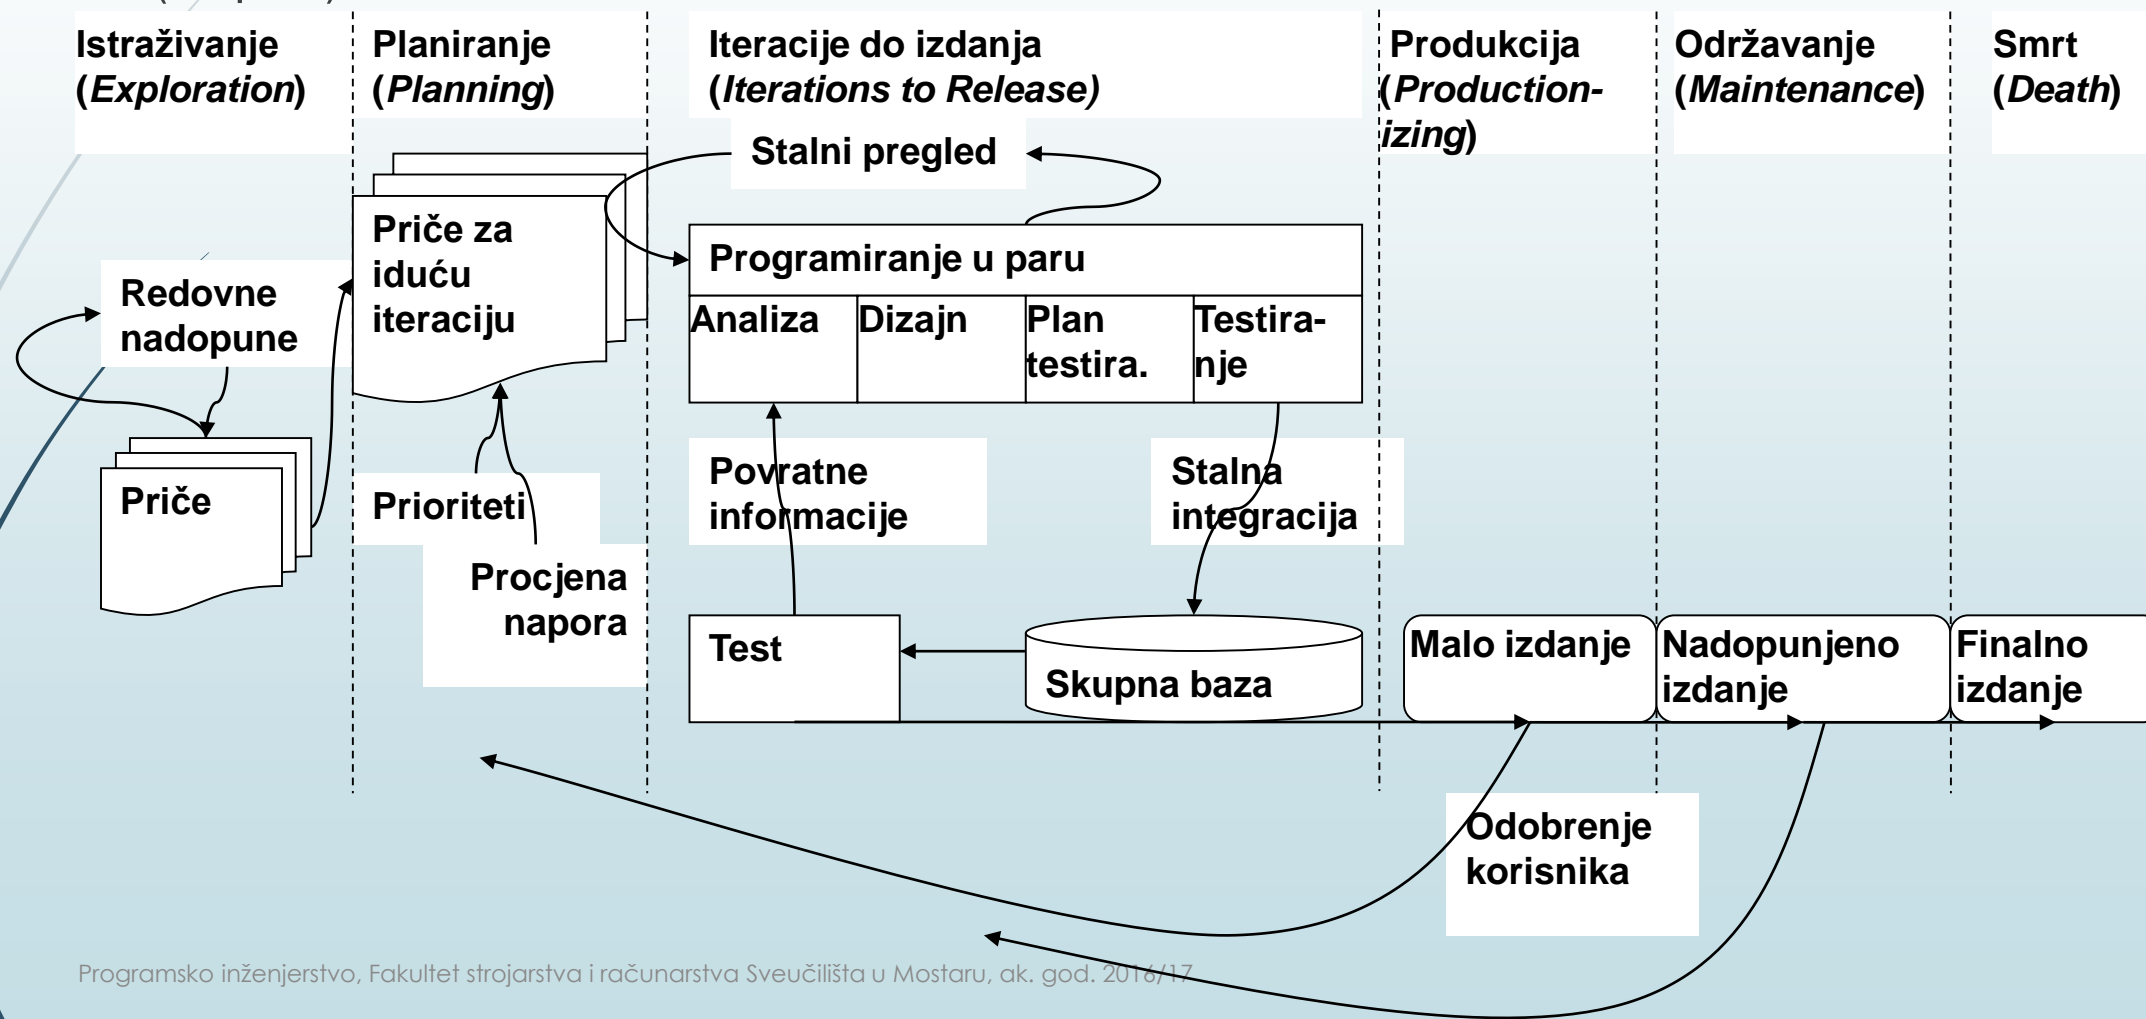 Istraživanje
(Exploration)
Planiranje
(Planning)
Iteracije do izdanja
(Iterations to Release)
Produkcija
(Production-
izing)
Održavanje
(Maintenance)
Smrt
(Death)
Stalni pregled
Priče za
iduću
iteraciju
Programiranje u paru
Redovne
nadopune
Analiza
Dizajn
Plan
testira.
Testira-
nje
Priče
Prioriteti
Povratne
informacije
Stalna
integracija
Procjena
napora
Test
Skupna baza
Malo izdanje
Nadopunjeno
izdanje
Finalno
izdanje
Odobrenje
korisnika
Programsko inženjerstvo, Fakultet strojarstva i računarstva Sveučilišta u Mostaru, ak. god. 2016/17